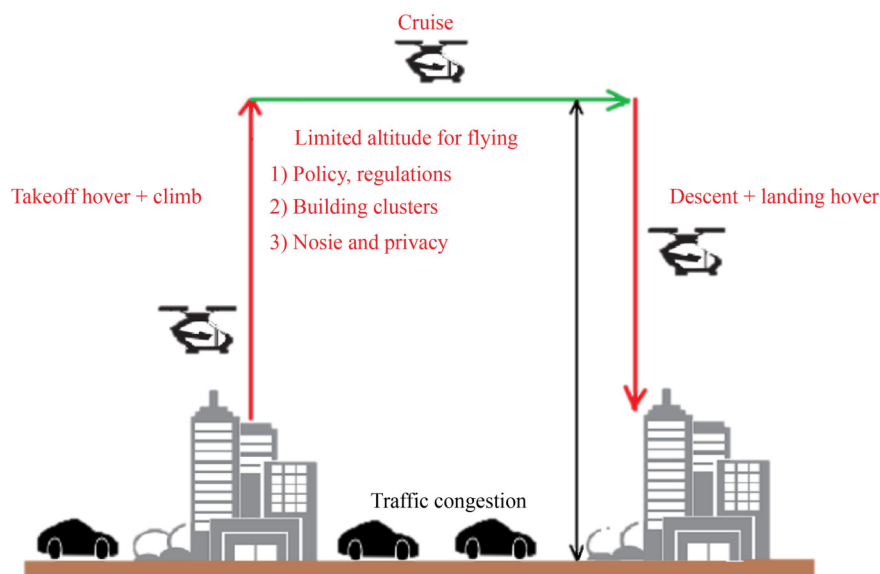 Cruise
Limited altitude for flying
1) Policy, regulations
Takeoff hover + climb
Descent + landing hover
2) Building clusters
3) Nosie and privacy
Traffic congestion